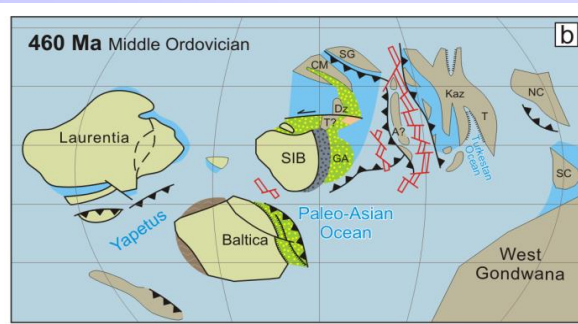 460 Ma Middle Ordovician
b
SG
CM
Kaz
NC
Dz
T?
T
Laurentia
A?
SIB
GA
Turkestan
Ocean
SC
Yapetus
Paleo-Asian
Ocean
Baltica
West
Gondwana